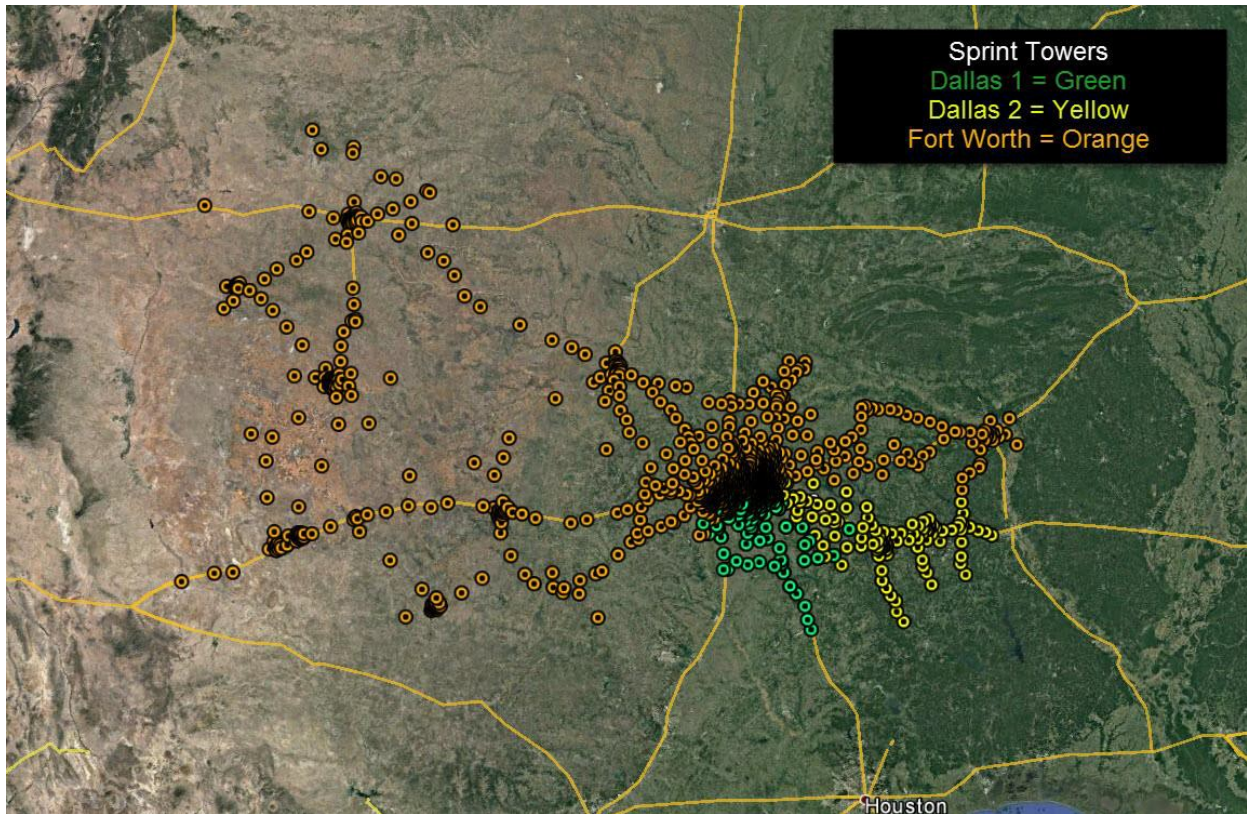 Sprint Towers
Dallas 1 = Green
Dallas 2 = Yellow
Fort Worth = Orange
Houston